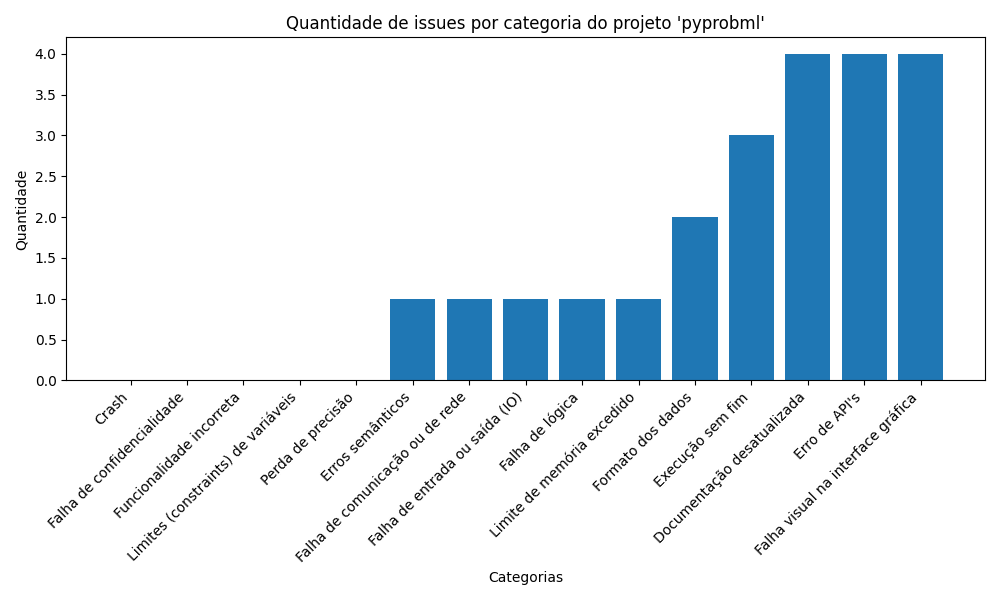 Quantidade de issues por categoria do projeto 'pyprobml'
Quantidade
4.0
3.5
3.0
2.5
2.0
1.5
1.0
0.5
0.0
Crash
Falha de confidencialidade
Funcionalidade incorreta
Limites (constraints) de variáveis
Perda de precisão
Erros semânticos
Falha de comunicação ou de rede
Falha de entrada ou saída (IO)
Falha de lógica
Limite de memória excedido
Formato dos dados
Execução sem fim
Documentação desatualizada
Erro de API's
Falha visual na interface gráfica
Categorias